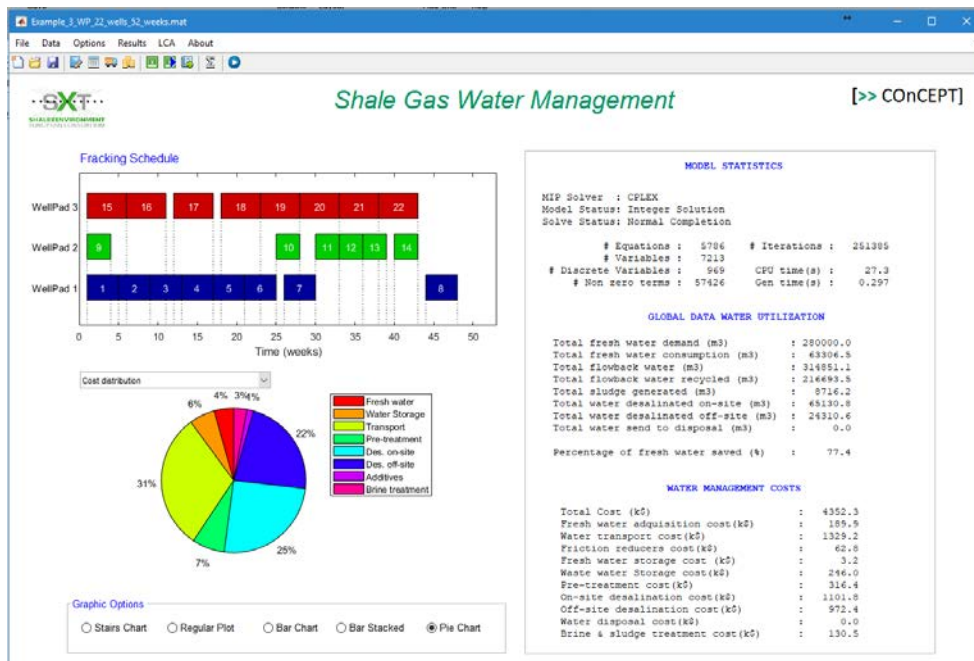 Example_3_WP_22_wells_52_weeks.mat
File Data Options Results LCA About
SXT
Shale Gas Water Management
[>> COnCEPT]
Fracking Schedule
WellPad 3 15 16 17 18 19 20 21 22
WellPad 2 9 10 11 12 13 14
WellPad 1 1 2 3 4 5 6 7 8
0 5 10 15 20 25 30 35 40 45 50
Time (weeks)
Cost distribution
4% 3% 1%
6%
22%
31%
25%
7%
Fresh water
Water Storage
Transport
Pre-treatment
Des. on-site
Des. off-site
Additives
Brine treatment
Graphic Options
Stairs Chart Regular Plot Bar Chart Bar Stacked Pie Chart
MODEL STATISTICS
MIP Solver : CPLEX
Model Status: Integer Solution
Solve Status: Normal Completion
# Equations : 5786 # Iterations : 251385
# Variables : 7213
# Discrete Variables : 969 CPU time(s) : 27.3
# Non zero terms : 57426 Gen time(s) : 0.297
GLOBAL DATA WATER UTILIZATION
Total fresh water demand (m3) : 280000.0
Total fresh water consumption (m3) : 63306.5
Total flowback water (m3) : 314851.1
Total flowback water recycled (m3) : 216693.5
Total sludge generated (m3) : 8716.2
Total water desalinated on-site (m3) : 65130.8
Total water desalinated off-site (m3) : 24310.6
Total water send to disposal (m3) : 0.0
Percentage of fresh water saved (%) : 77.4
WATER MANAGEMENT COSTS
Total Cost (k$) : 4352.3
Fresh water adquisition cost(k$) : 189.9
Water transport cost(k$) : 1329.2
Friction reducers cost(k$) : 62.8
Fresh water storage cost (k$) : 3.2
Waste water Storage cost(k$) : 246.0
Pre-treatment cost(k$) : 316.4
On-site desalination cost(k$) : 1101.8
Off-site desalination cost(k$) : 972.4
Water disposal cost(k$) : 0.0
Brine & sludge treatment cost(k$) : 130.5